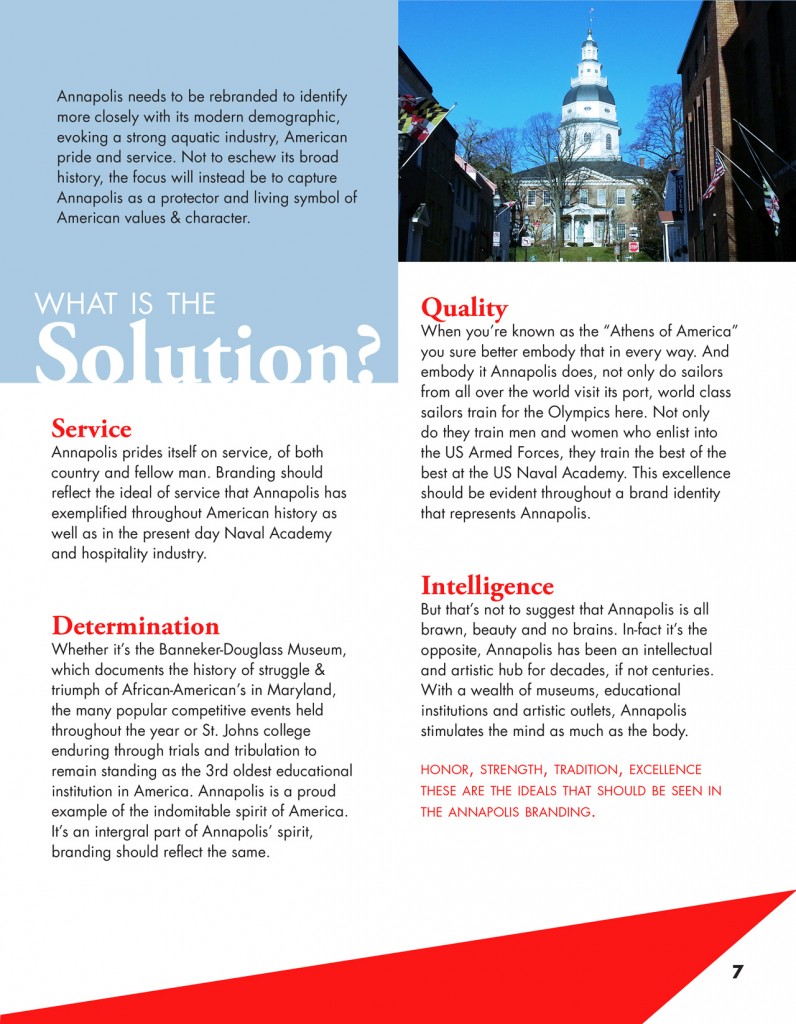 Annapolis needs to be rebranded to identify
more closely with its modern demographic,
evoking a strong aquatic industry, American
pride and service. Not to eschew its broad
history, the focus will instead be to capture
Annapolis as a protector and living symbol of
American values & character.
WHAT IS THE
Solution?
Service
Annapolis prides itself on service, of both
country and fellow man. Branding should
reflect the ideal of service that Annapolis has
exemplified throughout American history as
well as in the present day Naval Academy
and hospitality industry.
Determination
Whether it's the Banneker-Douglass Museum,
which documents the history of struggle &
triumph of African-American's in Maryland,
the many popular competitive events held
throughout the year or St. Johns college
enduring through trials and tribulation to
remain standing as the 3rd oldest educational
institution in America. Annapolis is a proud
example of the indomitable spirit of America.
It's an intergral part of Annapolis' spirit,
branding should reflect the same.
STOP
Quality
When you're known as the "Athens of America"
you sure better embody that in every way. And
embody it Annapolis does, not only do sailors
from all over the world visit its port, world class
sailors train for the Olympics here. Not only
do they train men and women who enlist into
the US Armed Forces, they train the best of the
best at the US Naval Academy. This excellence
should be evident throughout a brand identity
that represents Annapolis.
Intelligence
But that's not to suggest that Annapolis is all
brawn, beauty and no brains. In-fact it's the
opposite, Annapolis has been an intellectual
and artistic hub for decades, if not centuries.
With a wealth of museums, educational
institutions and artistic outlets, Annapolis
stimulates the mind as much as the body.
HONOR, STRENGTH, TRADITION, EXCELLENCE
THESE ARE THE IDEALS THAT SHOULD BE SEEN IN
THE ANNAPOLIS BRANDING.
7